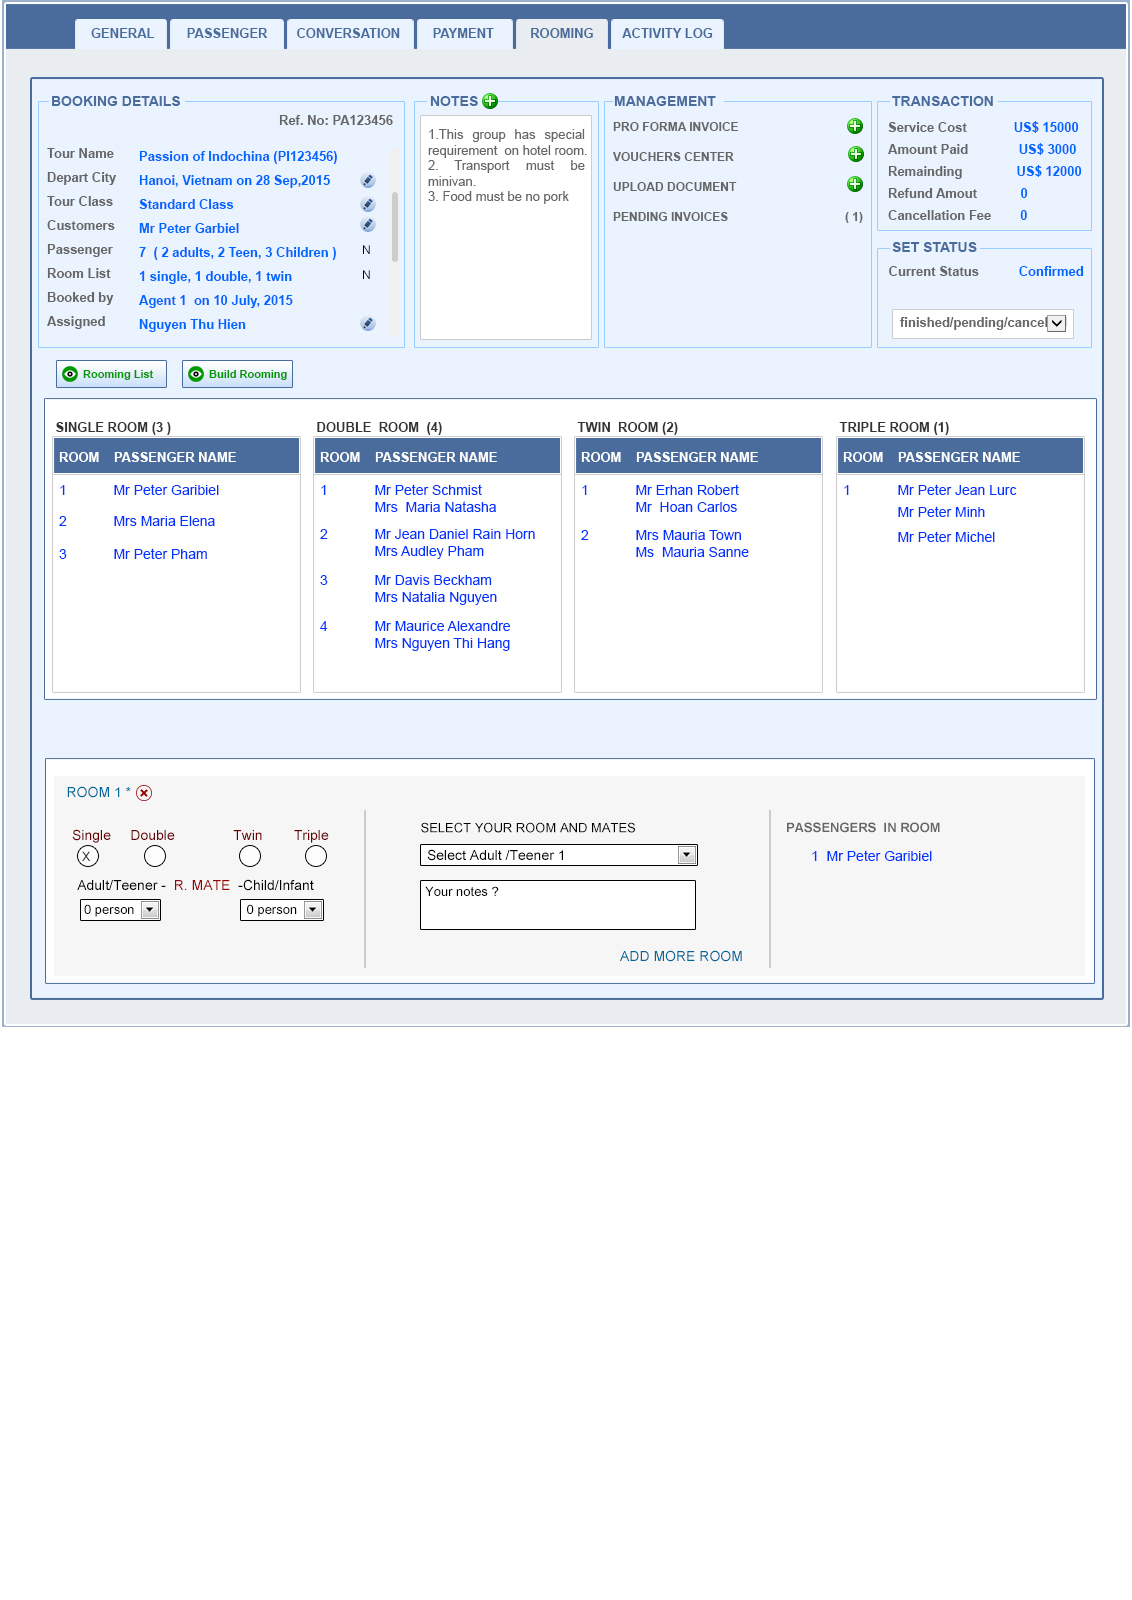 GENERAL PASSENGER CONVERSATION PAYMENT ROOMING ACTIVITY LOG
BOOKING DETAILS
Ref. No: PA123456
Tour Name Passion of Indochina (PI123456)
Depart City Hanoi, Vietnam on 28 Sep,2015
Tour Class Standard Class
Customers Mr Peter Garbiel
Passenger 7 ( 2 adults, 2 Teen, 3 Children ) N
Room List 1 single, 1 double, 1 twin N
Booked by Agent 1 on 10 July, 2015
Assigned Nguyen Thu Hien
NOTES
1.This group has special
requirement on hotel room.
2. Transport must be
minivan.
3. Food must be no pork
MANAGEMENT
PRO FORMA INVOICE
VOUCHERS CENTER
UPLOAD DOCUMENT
PENDING INVOICES ( 1)
TRANSACTION
Service Cost US$ 15000
Amount Paid US$ 3000
Remainding US$ 12000
Refund Amout 0
Cancellation Fee 0
SET STATUS
Current Status Confirmed
finished/pending/cancel
Rooming List Build Rooming
SINGLE ROOM (3 )
ROOM PASSENGER NAME
1 Mr Peter Garibiel
2 Mrs Maria Elena
3 Mr Peter Pham
DOUBLE ROOM (4)
ROOM PASSENGER NAME
1 Mr Peter Schmist
Mrs Maria Natasha
2 Mr Jean Daniel Rain Horn
Mrs Audley Pham
3 Mr Davis Beckham
Mrs Natalia Nguyen
4 Mr Maurice Alexandre
Mrs Nguyen Thi Hang
TWIN ROOM (2)
ROOM PASSENGER NAME
1 Mr Erhan Robert
Mr Hoan Carlos
2 Mrs Mauria Town
Ms Mauria Sanne
TRIPLE ROOM (1)
ROOM PASSENGER NAME
1 Mr Peter Jean Lurc
Mr Peter Minh
Mr Peter Michel
ROOM 1 *
Single Double Twin Triple
X
Adult/Teener - R. MATE -Child/Infant
0 person 0 person
SELECT YOUR ROOM AND MATES
Select Adult /Teener 1
Your notes ?
ADD MORE ROOM
PASSENGERS IN ROOM
1 Mr Peter Garibiel